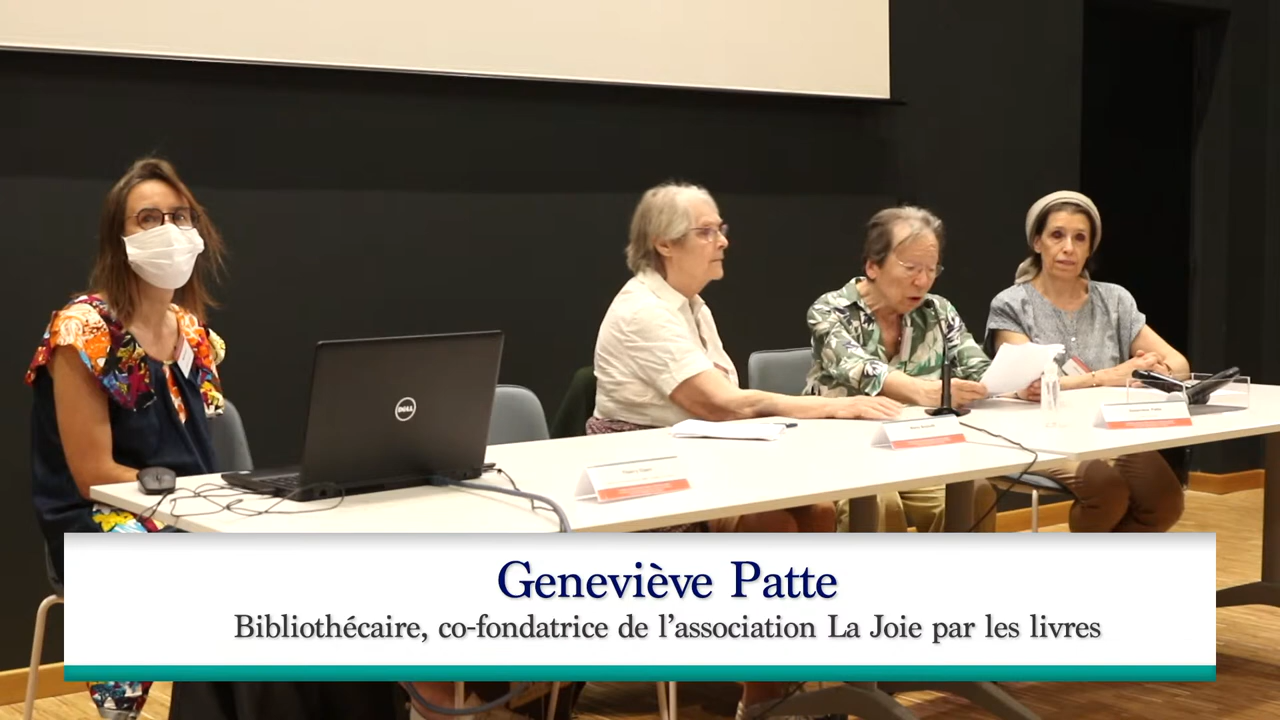 DELL
Geneviève Patte
Bibliothécaire, co-fondatrice de l'association La Joie par les livres